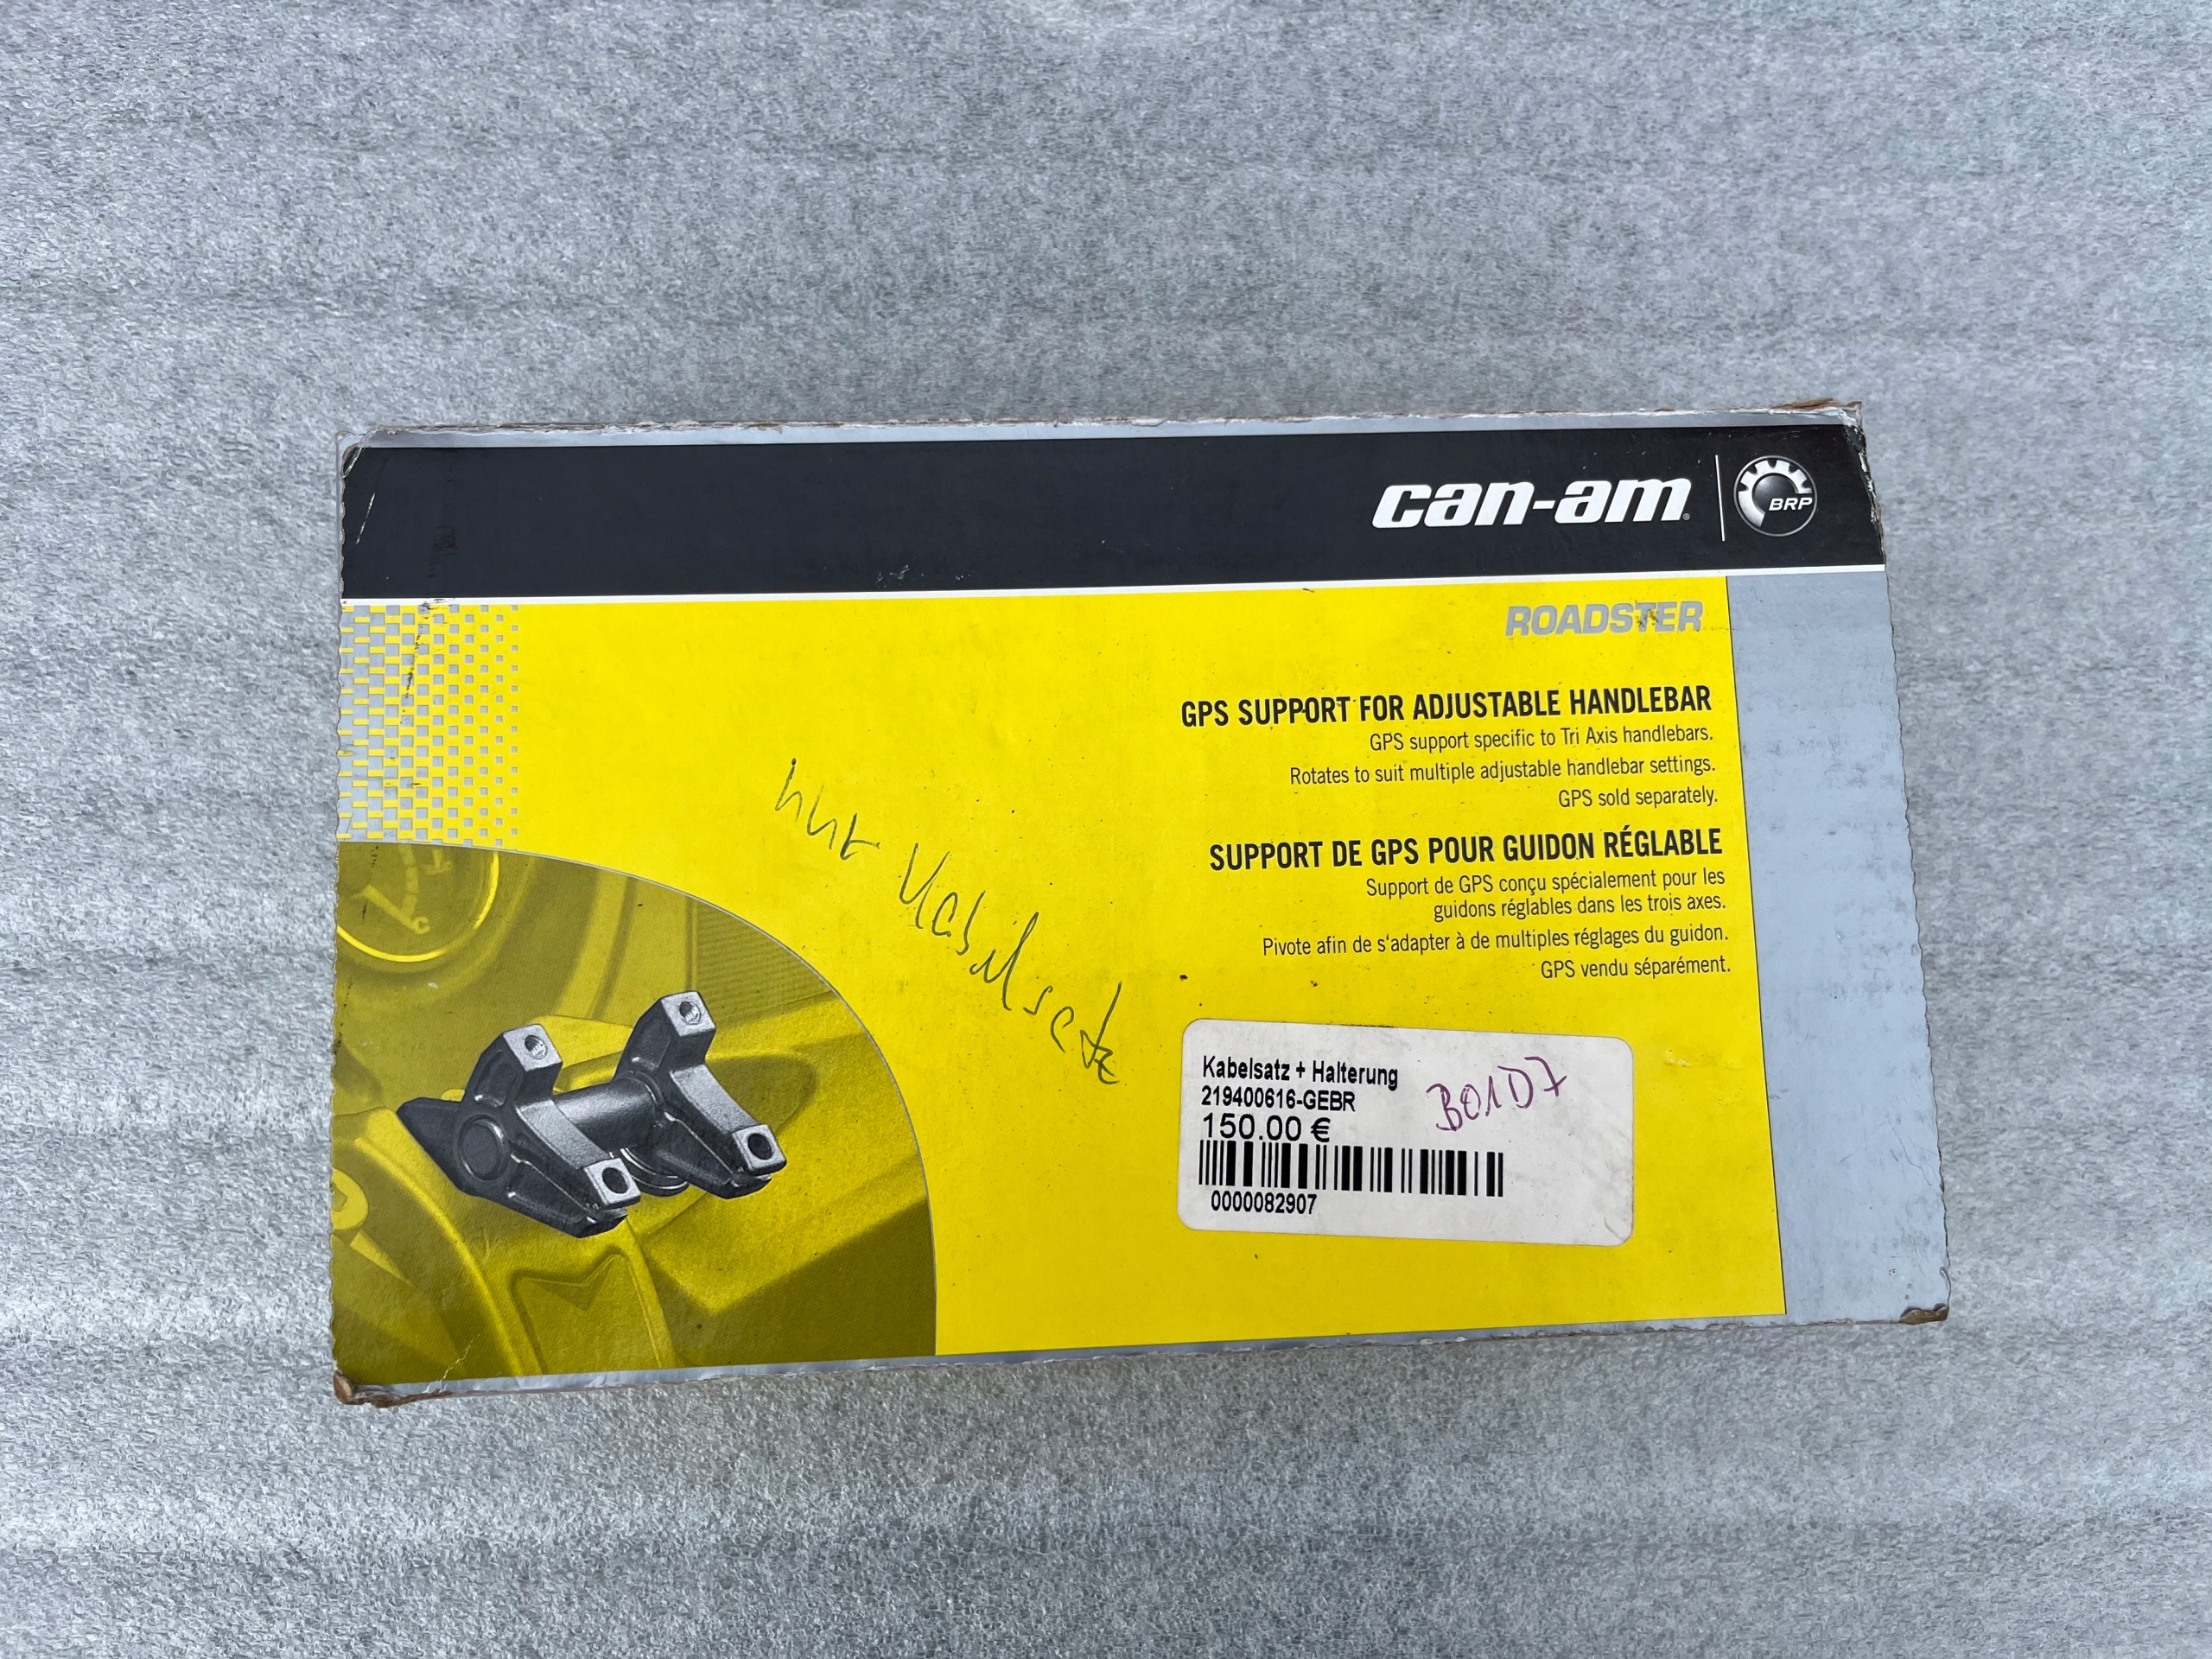 can-am
BRP
ROADSTER
GPS SUPPORT FOR ADJUSTABLE HANDLEBAR
GPS support specific to Tri Axis handlebars.
Rotates to suit multiple adjustable handlebar settings.
GPS sold separately.
SUPPORT DE GPS POUR GUIDON RÉGLABLE
Support de GPS conçu spécialement pour les
guidons réglables dans les trois axes.
Pivote afin de s'adapter à de multiples réglages du guidon.
GPS vendu séparément.
Kabelsatz
Kabelsatz + Halterung
219400616-GEBR
150.00 €
B01D7
0000082907